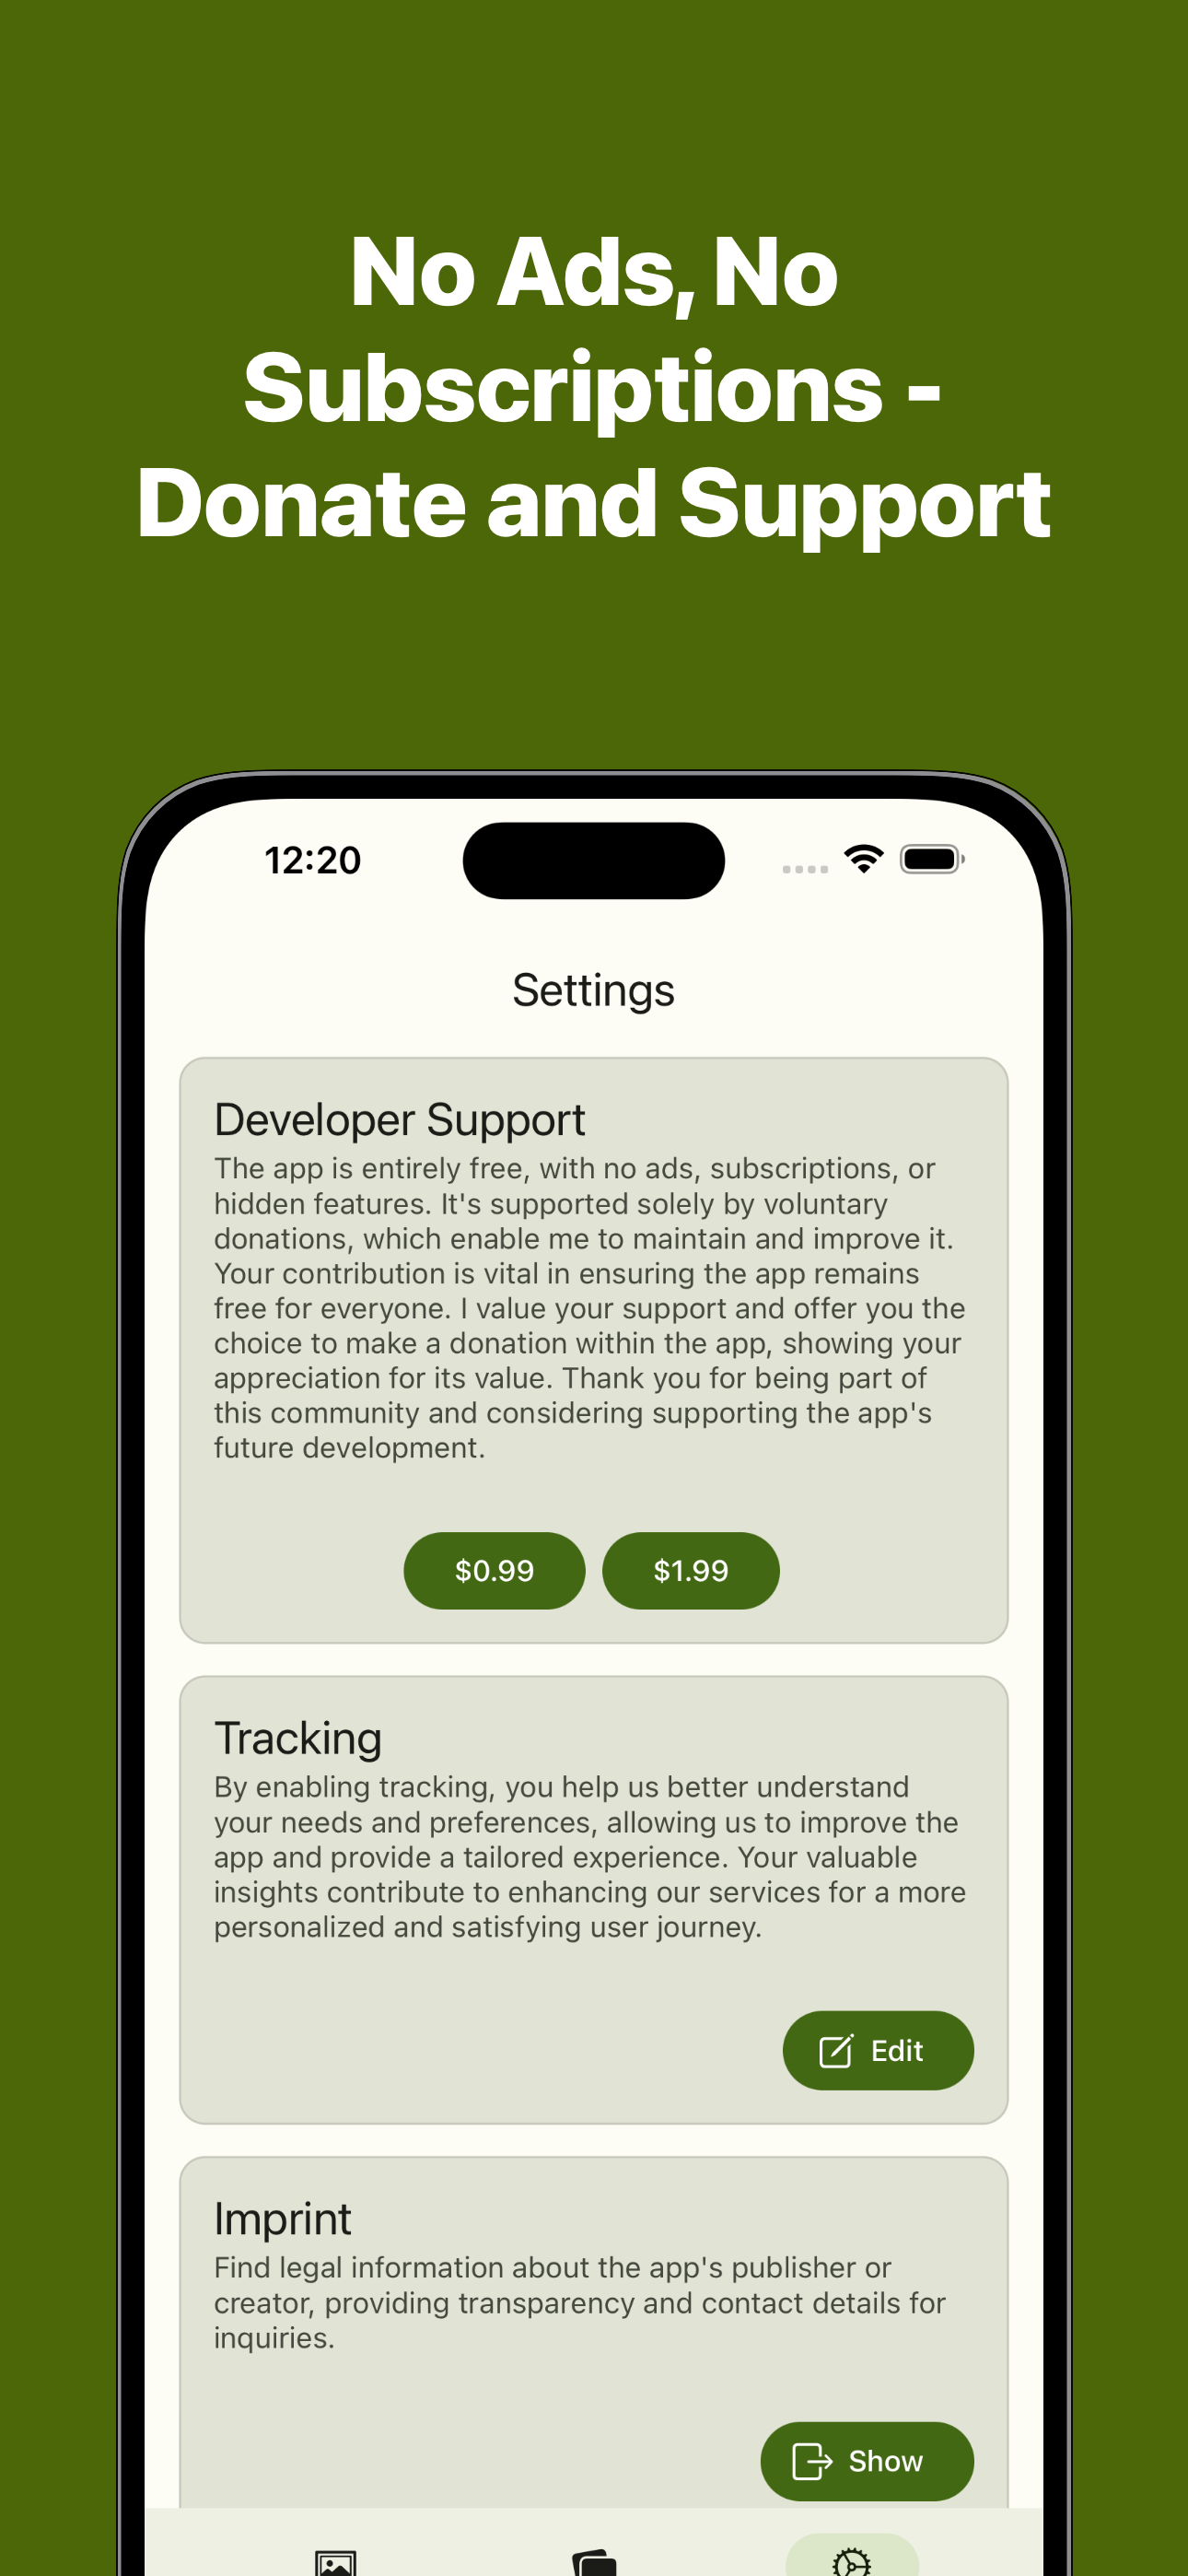 No Ads, No
Subscriptions -
Donate and Support
12:20
Settings
Developer Support
The app is entirely free, with no ads, subscriptions, or
hidden features. It's supported solely by voluntary
donations, which enable me to maintain and improve it.
Your contribution is vital in ensuring the app remains
free for everyone. I value your support and offer you the
choice to make a donation within the app, showing your
appreciation for its value. Thank you for being part of
this community and considering supporting the app's
future development.
$0.99 $1.99
Tracking
By enabling tracking, you help us better understand
your needs and preferences, allowing us to improve the
app and provide a tailored experience. Your valuable
insights contribute to enhancing our services for a more
personalized and satisfying user journey.
Edit
Imprint
Find legal information about the app's publisher or
creator, providing transparency and contact details for
inquiries.
Show